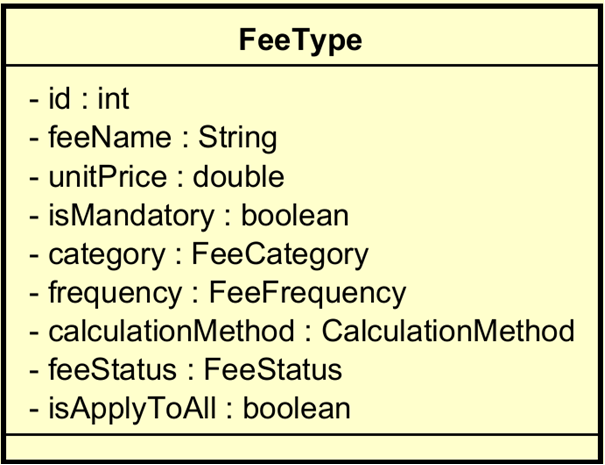 FeeType
- id : int
- feeName : String
- unitPrice : double
- isMandatory : boolean
- category : FeeCategory
- frequency : FeeFrequency
- calculationMethod : CalculationMethod
- feeStatus : FeeStatus
- isApplyToAll : boolean